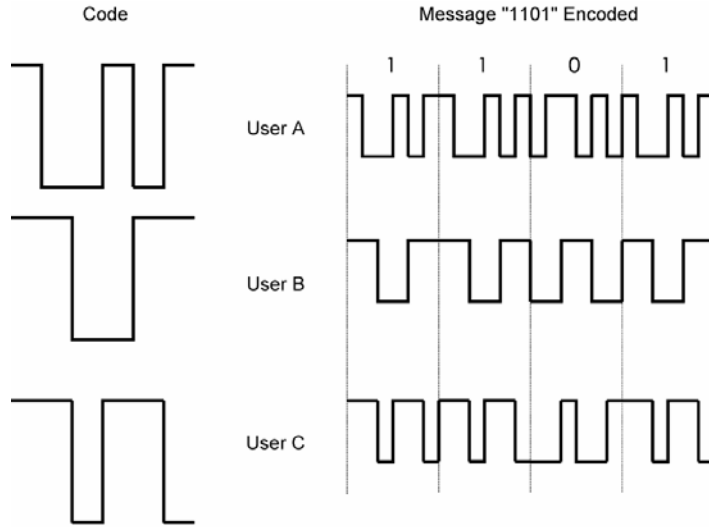 Code
Message "1101" Encoded
1 1 0 1
User A
User B
User C